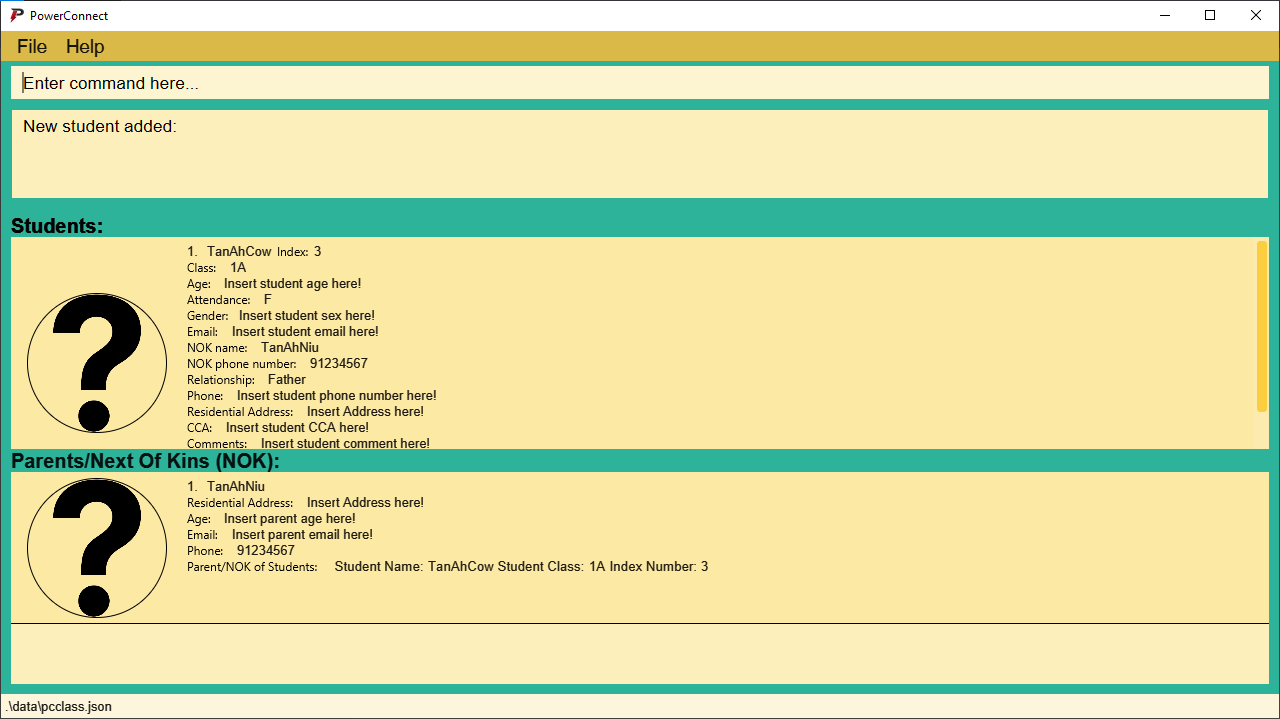 PowerConnect
File Help
Enter command here...
New student added:
Students:
1. TanAhCow Index: 3
Class: 1A
Age: Insert student age here!
Attendance: F
Gender: Insert student sex here!
Email: Insert student email here!
NOK name: TanAhNiu
NOK phone number: 91234567
Relationship: Father
Phone: Insert student phone number here!
Residential Address: Insert Address here!
CCA: Insert student CCA here!
Comments: Insert student comment here!
Parents/Next Of Kins (NOK):
1. TanAhNiu
Residential Address: Insert Address here!
Age: Insert parent age here!
Email: Insert parent email here!
Phone: 91234567
Parent/NOK of Students: Student Name: TanAhCow Student Class: 1A Index Number: 3
.\data\pcclass.json